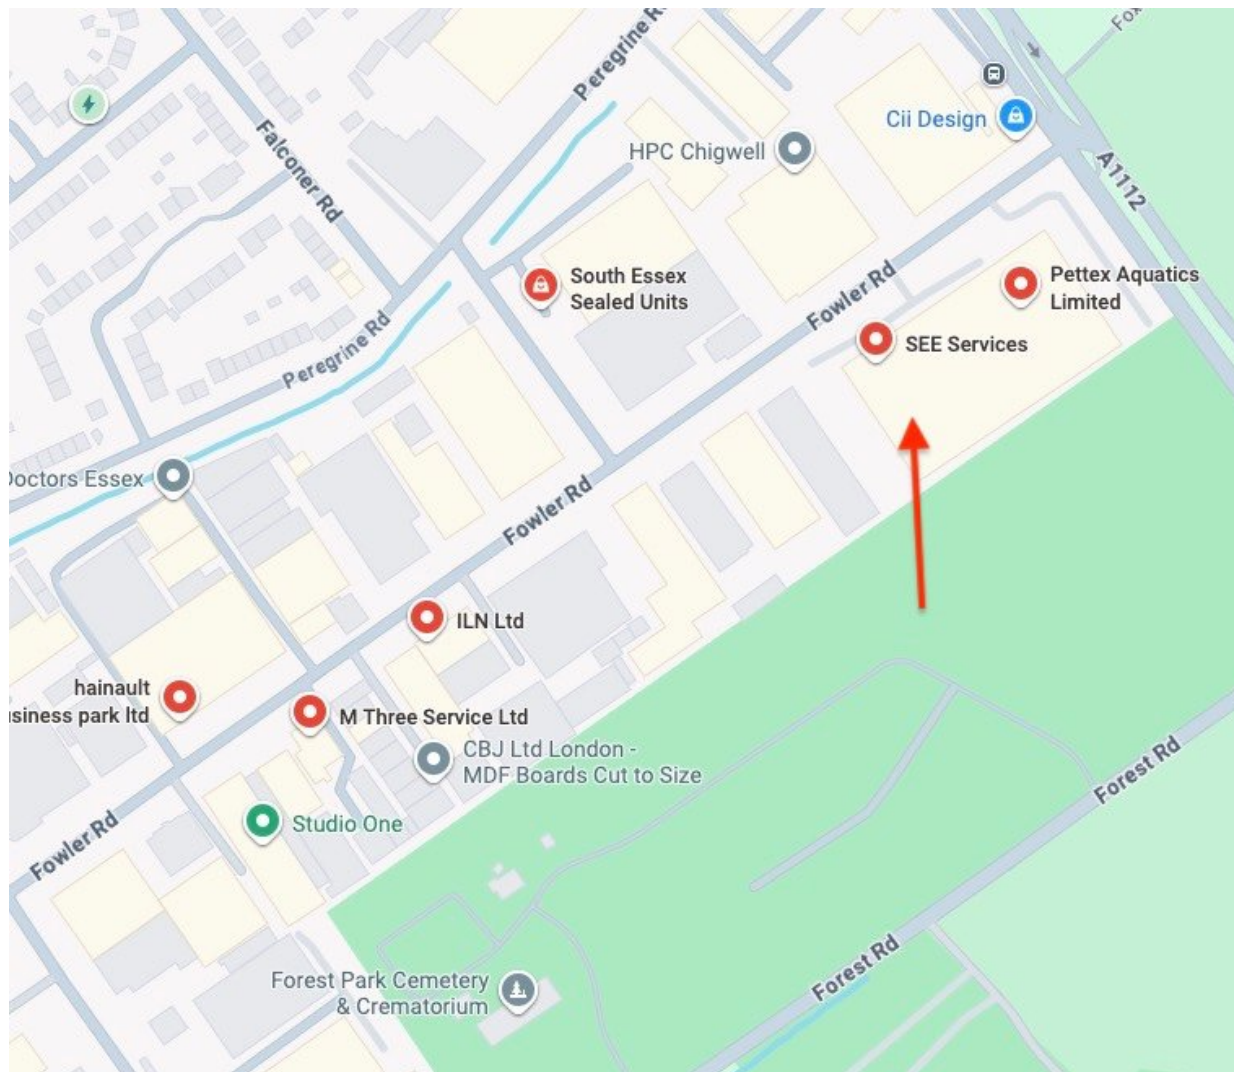 Peregrine R
Fox
Cii Design
A1112
HPC Chigwell
Falconer Rd
South Essex
Sealed Units
Fowler Rd
Pettex Aquatics
Limited
SEE Services
Peregrine Rd
Doctors Essex
Fowler Rd
ILN Ltd
hainault
usiness park ltd
M Three Service Ltd
CBJ Ltd London -
MDF Boards Cut to Size
Forest Rd
Studio One
Fowler Rd
Forest Rd
Forest Park Cemetery
& Crematorium